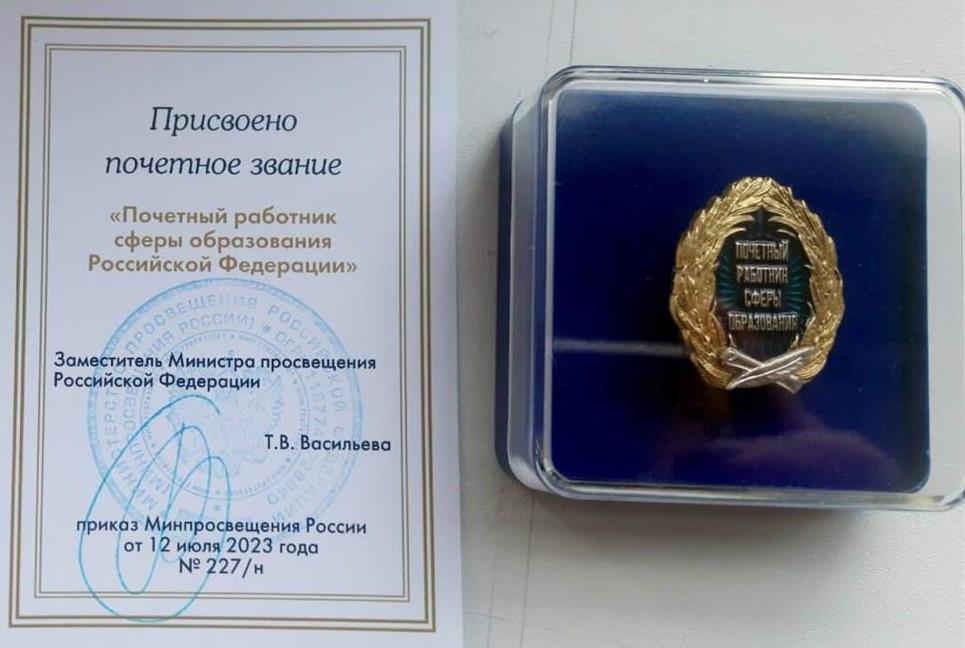 Присвоено
почетное звание
«Почетный работник
сферы образования
Российской Федерации»
Заместитель Министра просвещения
Российской Федерации
Т.В. Васильева
приказ Минпросвещения России
от 12 июля 2023 года
№ 227/н
ПОЧЕТНЫЙ
РАБОТНИК
СФЕРЫ
ОБРАЗОВАНИЯ